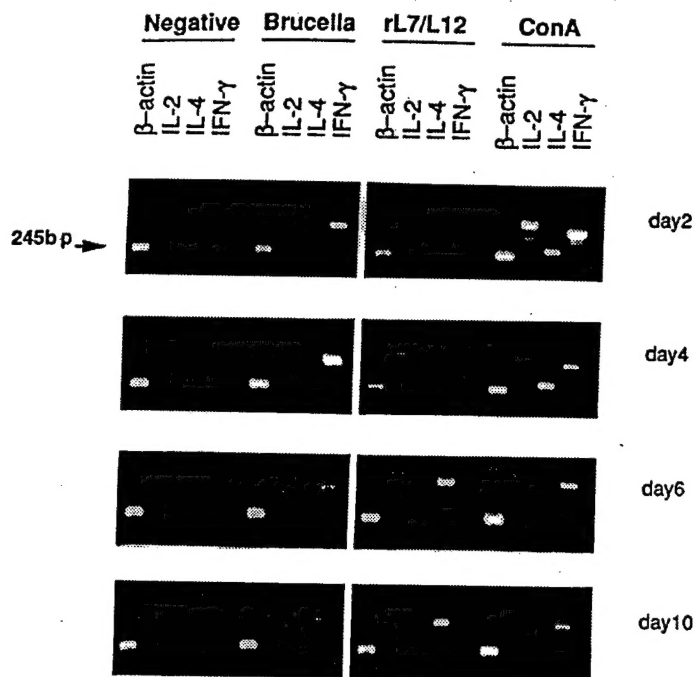 Negative Brucella rL7/L12 ConA
β-actin IL-2 IL-4 IFN-γ β-actin IL-2 IL-4 IFN-γ β-actin IL-2 IL-4 IFN-γ β-actin IL-2 IL-4 IFN-γ
day2
245bp
day4
day6
day10